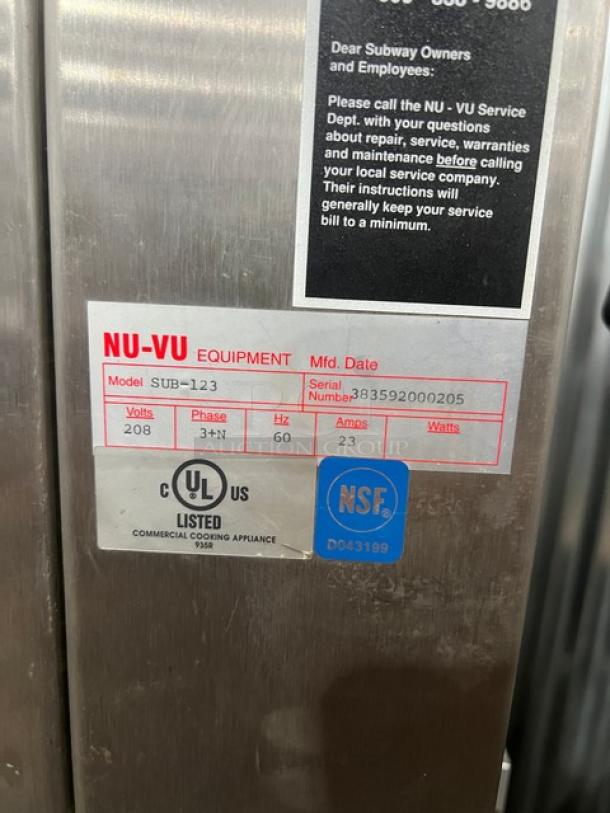 Dear Subway Owners
and Employees:
Please call the NU - VU Service
Dept. with your questions
about repair, service, warranties
and maintenance before calling
your local service company.
Their instructions will
generally keep your service
bill to a minimum.
NU-VU EQUIPMENT Mfd. Date
Model SUB-123 Serial Number 383592000205
Volts Phase Hz Amps Watts
208 3+N 60 23
AUCTION GROUP
C UL US
LISTED
COMMERCIAL COOKING APPLIANCE
935R
NSF®
D043199